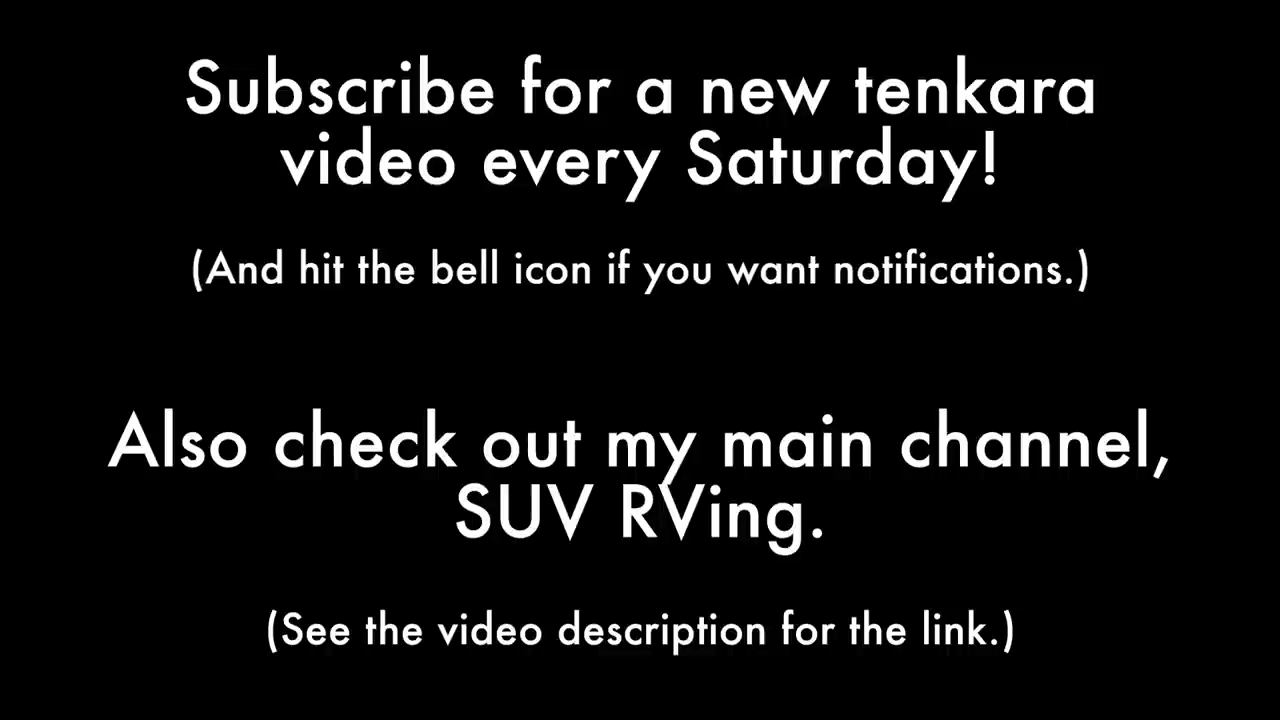 Subscribe for a new tenkara
video every Saturday!
(And hit the bell icon if you want notifications.)
Also check out my main channel,
SUV RVing.
(See the video description for the link.)